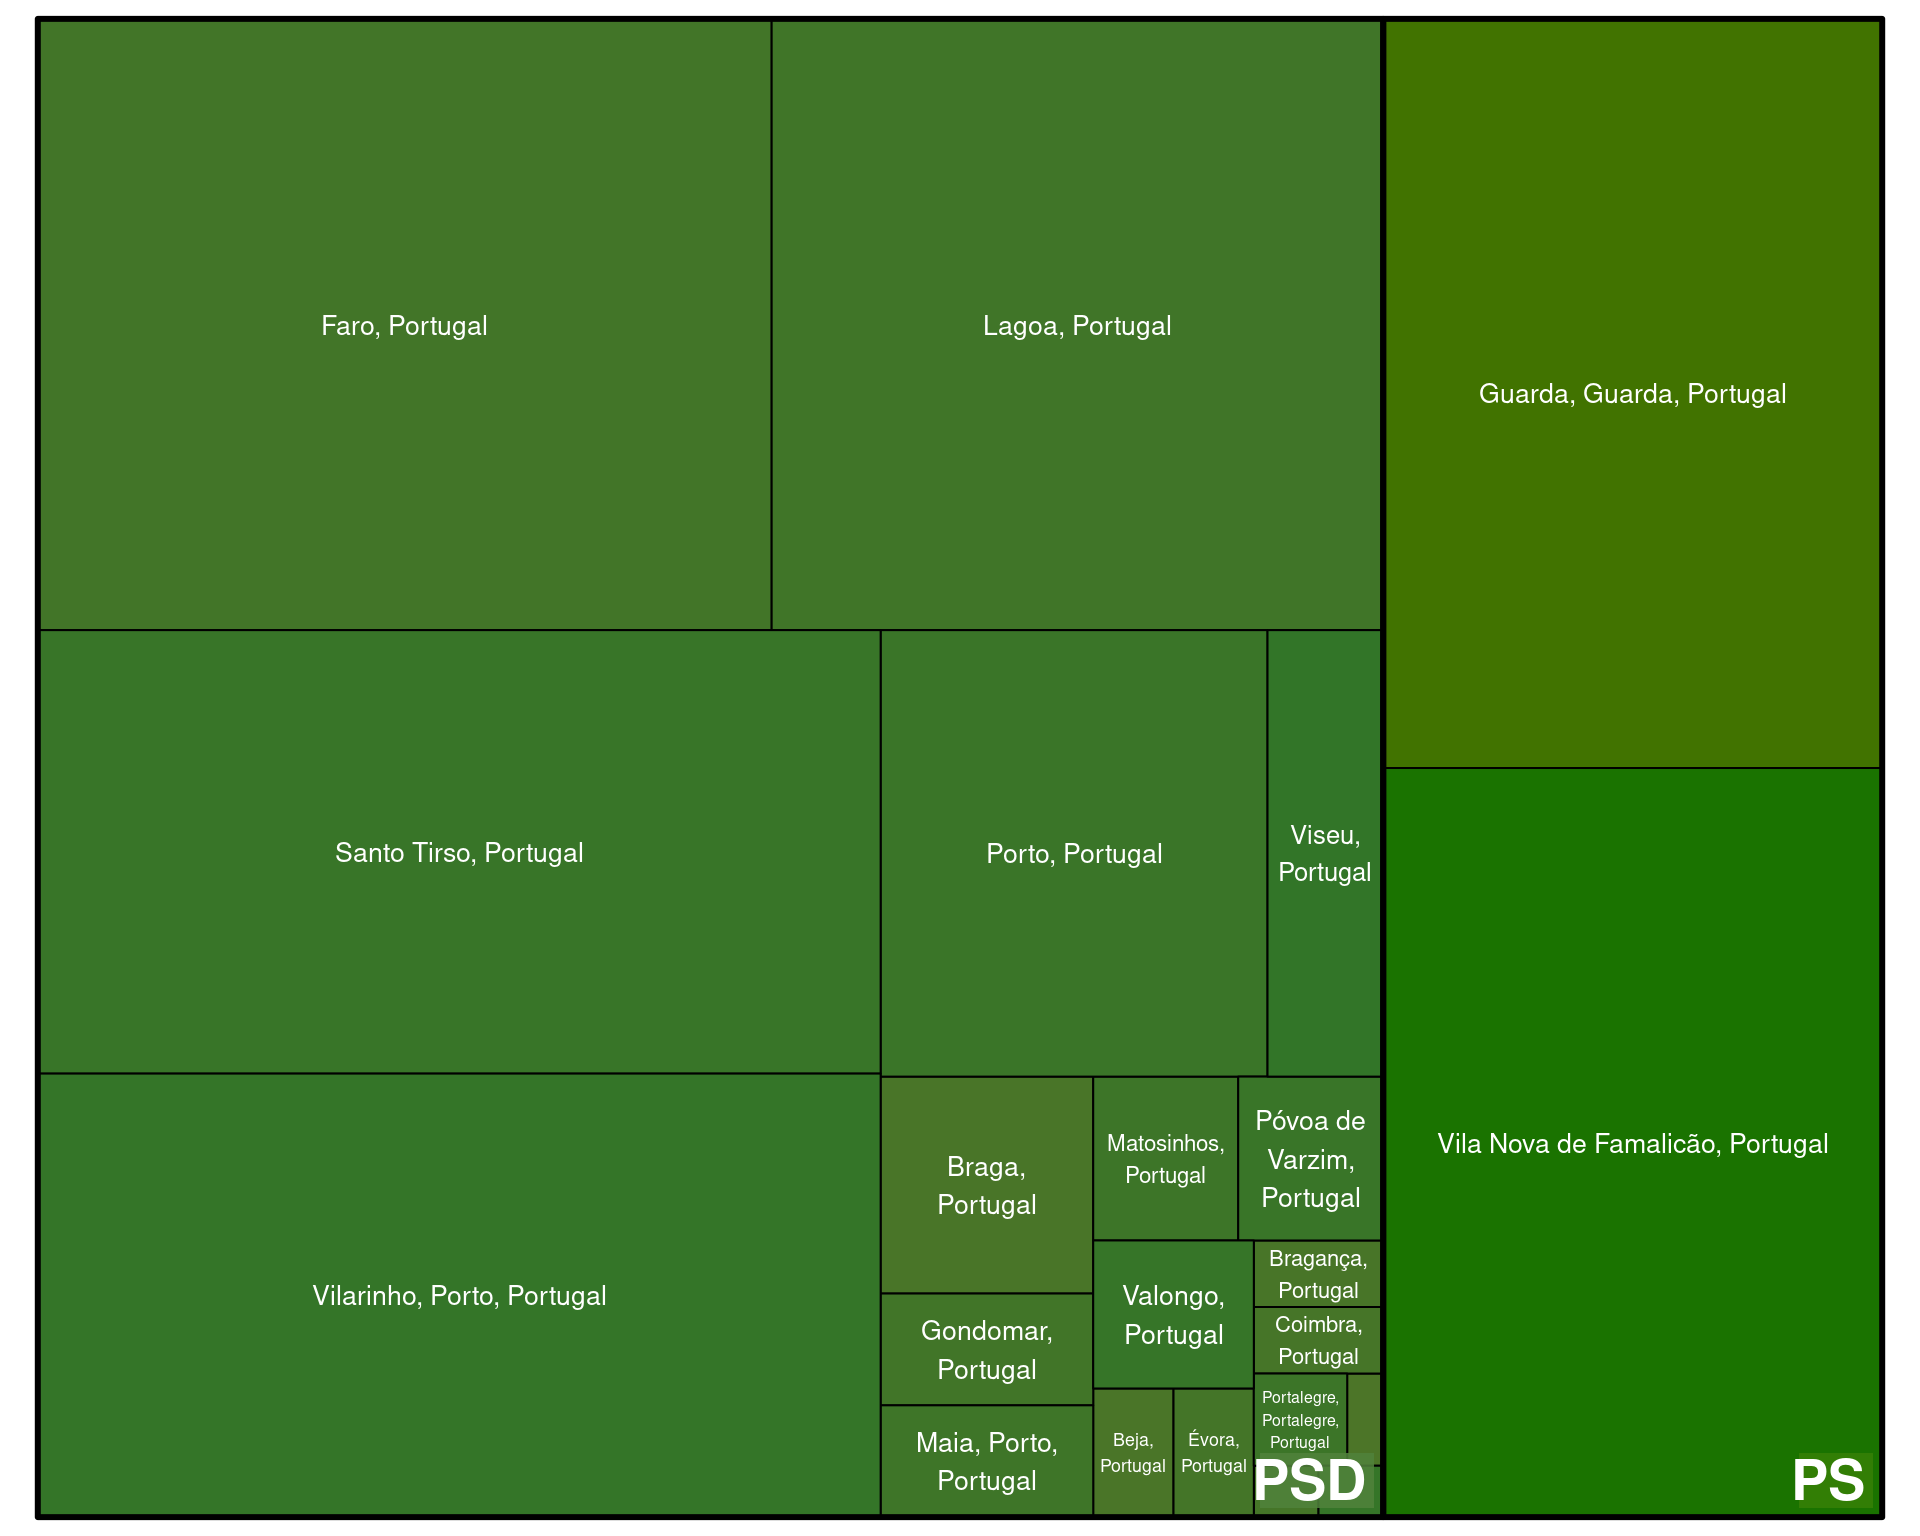 Faro, Portugal
Lagoa, Portugal
Guarda, Guarda, Portugal
Santo Tirso, Portugal
Porto, Portugal
Viseu,
Portugal
Vila Nova de Famalicão, Portugal
Vilarinho, Porto, Portugal
Braga,
Portugal
Matosinhos,
Portugal
Póvoa de
Varzim,
Portugal
Gondomar,
Portugal
Valongo,
Portugal
Bragança,
Portugal
Coimbra,
Portugal
Maia, Porto,
Portugal
Beja,
Portugal
Évora,
Portugal
Portalegre,
Portalegre,
Portugal
PSD
PS